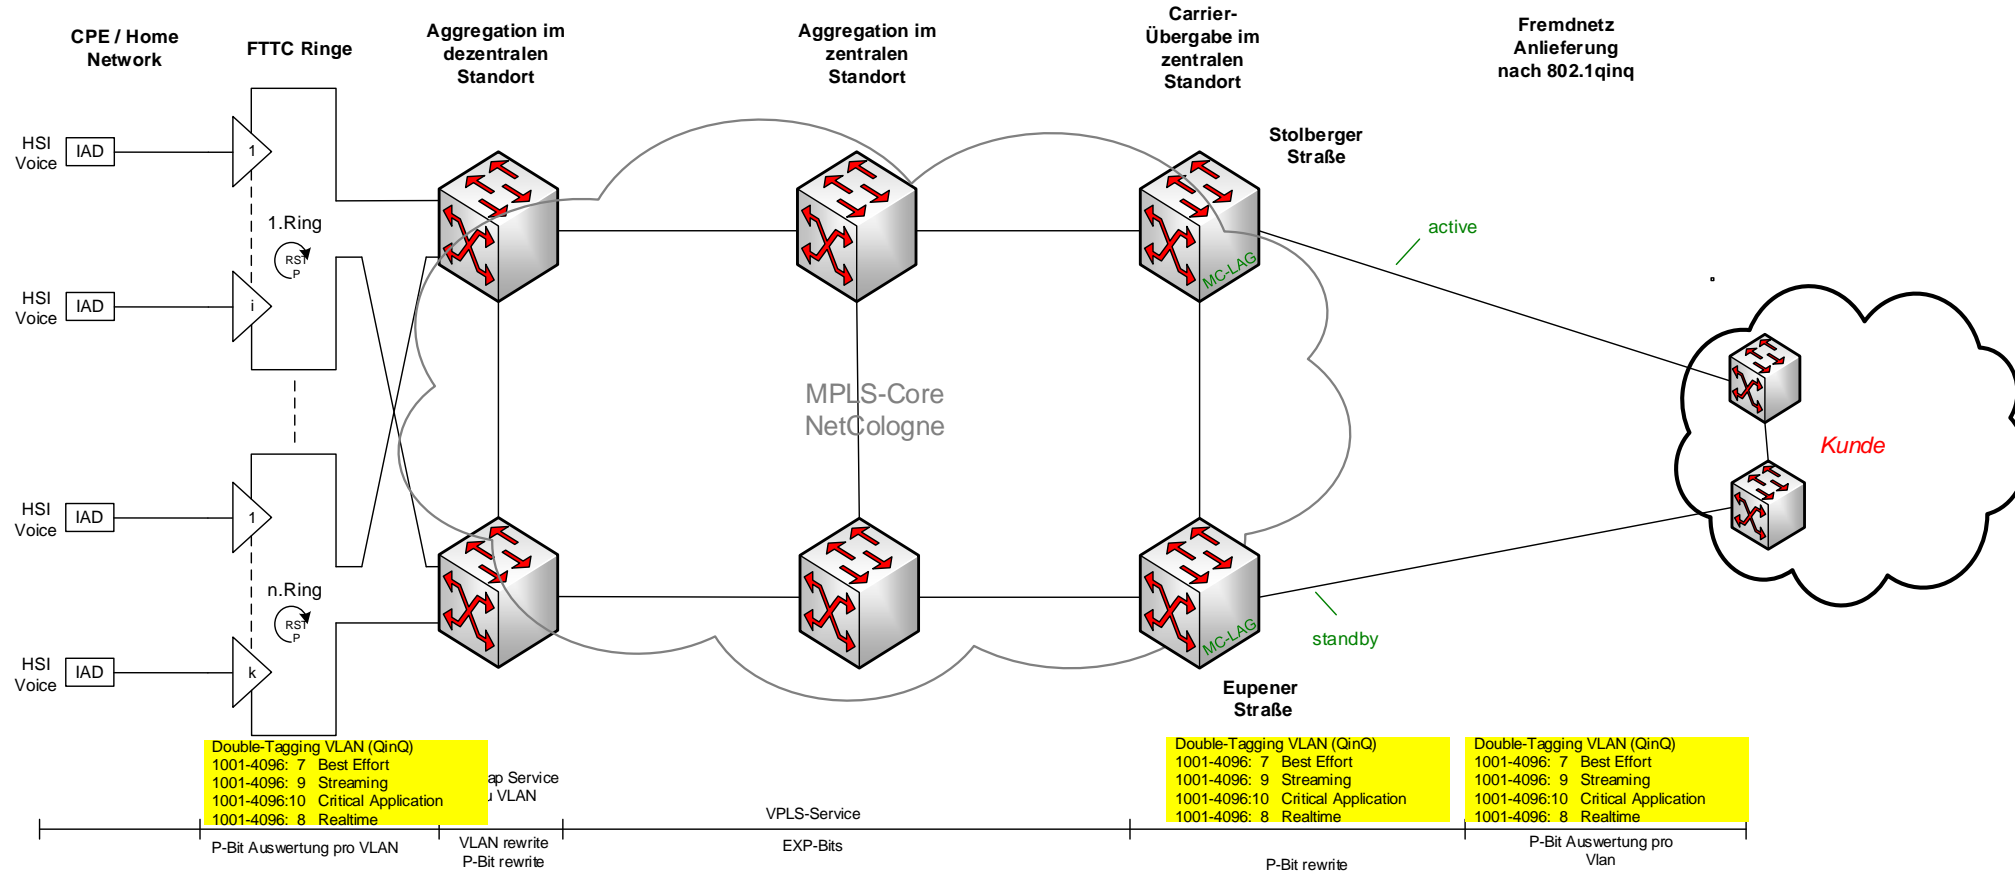 CPE / Home
Network
FTTC Ringe
Aggregation im
dezentralen
Standort
Aggregation im
zentralen
Standort
Carrier-
Übergabe im
zentralen
Standort
Fremdnetz
Anlieferung
nach 802.1qinq
HSI
Voice
IAD
1
1.Ring
RST
P
HSI
Voice
IAD
i
HSI
Voice
IAD
1
n.Ring
RST
P
HSI
Voice
IAD
k
MPLS-Core
NetCologne
Stolberger
Straße
MC-LAG
active
Kunde
MC-LAG
standby
Eupener
Straße
Double-Tagging VLAN (QinQ)
1001-4096: 7 Best Effort
1001-4096: 9 Streaming
1001-4096:10 Critical Application
1001-4096: 8 Realtime
ap Service
VLAN
VPLS-Service
Double-Tagging VLAN (QinQ)
1001-4096: 7 Best Effort
1001-4096: 9 Streaming
1001-4096:10 Critical Application
1001-4096: 8 Realtime
Double-Tagging VLAN (QinQ)
1001-4096: 7 Best Effort
1001-4096: 9 Streaming
1001-4096:10 Critical Application
1001-4096: 8 Realtime
P-Bit Auswertung pro VLAN
VLAN rewrite
P-Bit rewrite
EXP-Bits
P-Bit rewrite
P-Bit Auswertung pro
Vlan